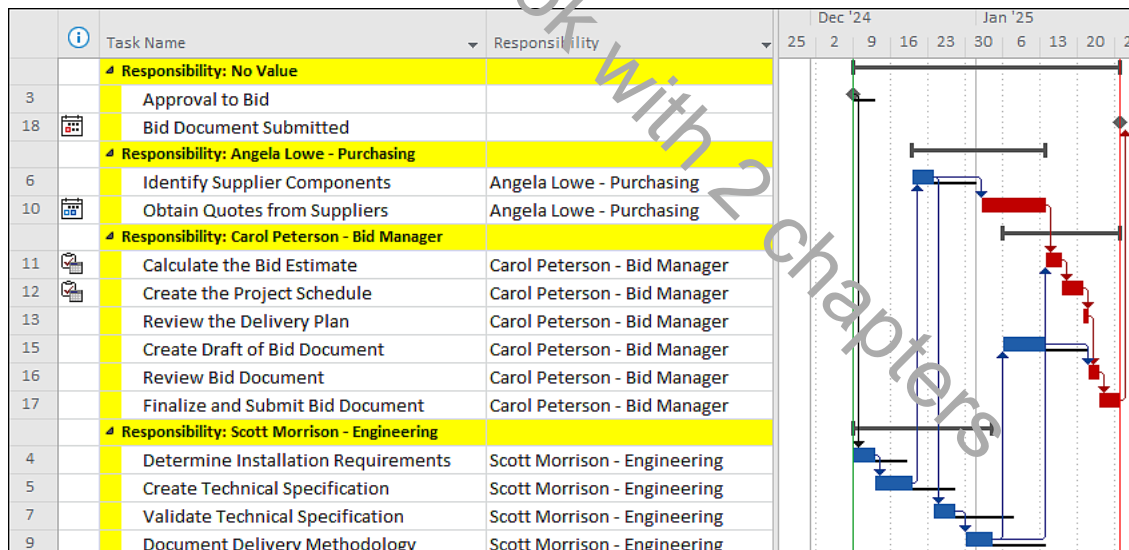 Dec '24 Jan '25
Task Name Responsibility 25 2 9 16 23 30 6 13 20 2
Responsibility: No Value
3 Approval to Bid
18 Bid Document Submitted
Responsibility: Angela Lowe - Purchasing
6 Identify Supplier Components Angela Lowe - Purchasing
10 Obtain Quotes from Suppliers Angela Lowe - Purchasing
Responsibility: Carol Peterson - Bid Manager
11 Calculate the Bid Estimate Carol Peterson - Bid Manager
12 Create the Project Schedule Carol Peterson - Bid Manager
13 Review the Delivery Plan Carol Peterson - Bid Manager
15 Create Draft of Bid Document Carol Peterson - Bid Manager
16 Review Bid Document Carol Peterson - Bid Manager
17 Finalize and Submit Bid Document Carol Peterson - Bid Manager
Responsibility: Scott Morrison - Engineering
4 Determine Installation Requirements Scott Morrison - Engineering
5 Create Technical Specification Scott Morrison - Engineering
7 Validate Technical Specification Scott Morrison - Engineering
9 Document Delivery Methodology Scott Morrison - Engineering
with 2 chapters